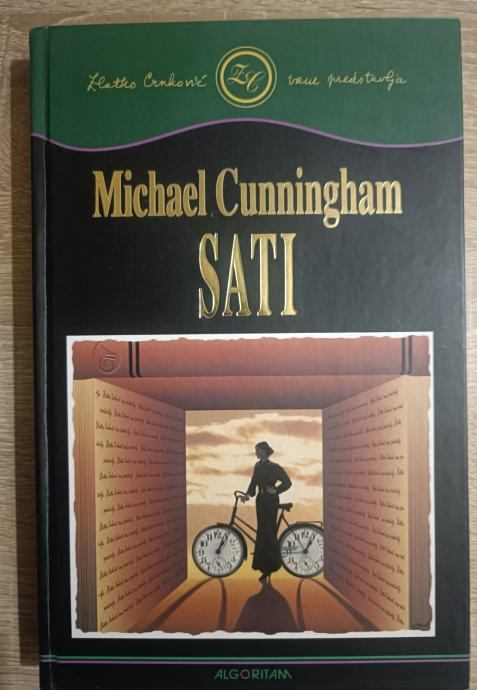 Zlatko Crnković ZC vam predstavlja
Michael Cunningham
SATI
ALGORITAM